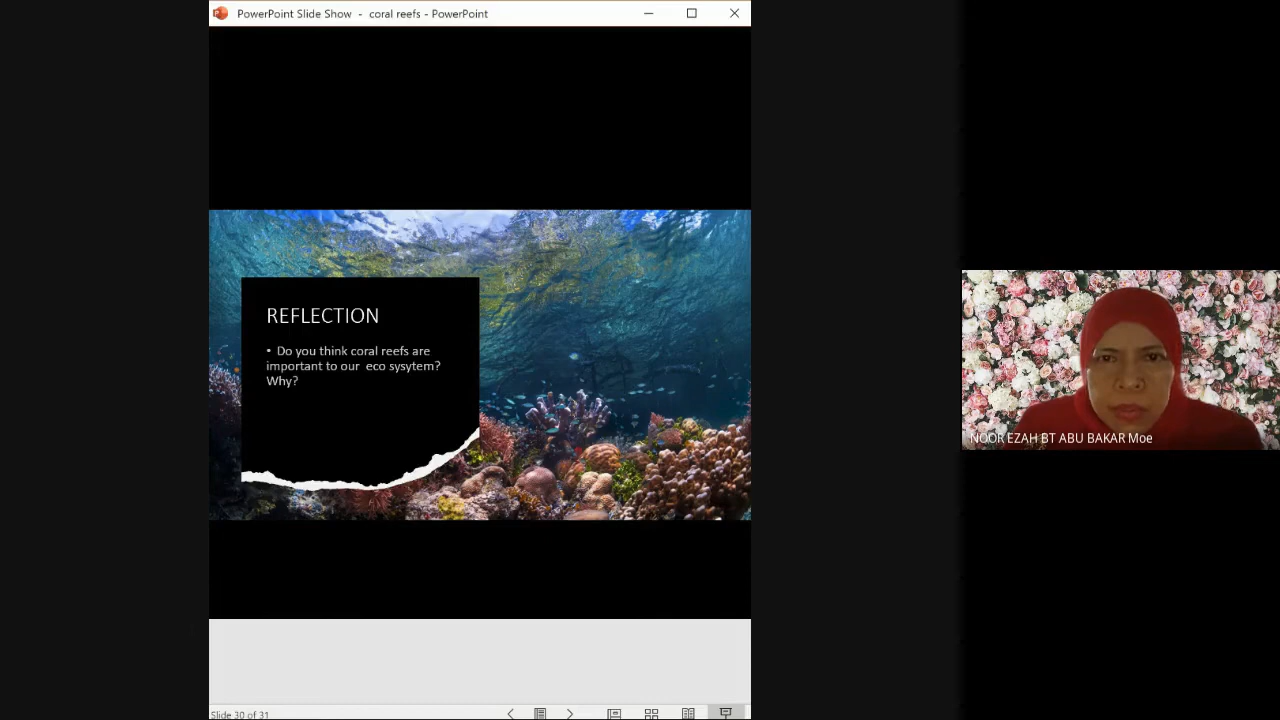 PowerPoint Slide Show - coral reefs - PowerPoint
REFLECTION
• Do you think coral reefs are
important to our eco sysytem?
Why?
NOOR EZAH BT ABU BAKAR Moe
Slide 30 of 31